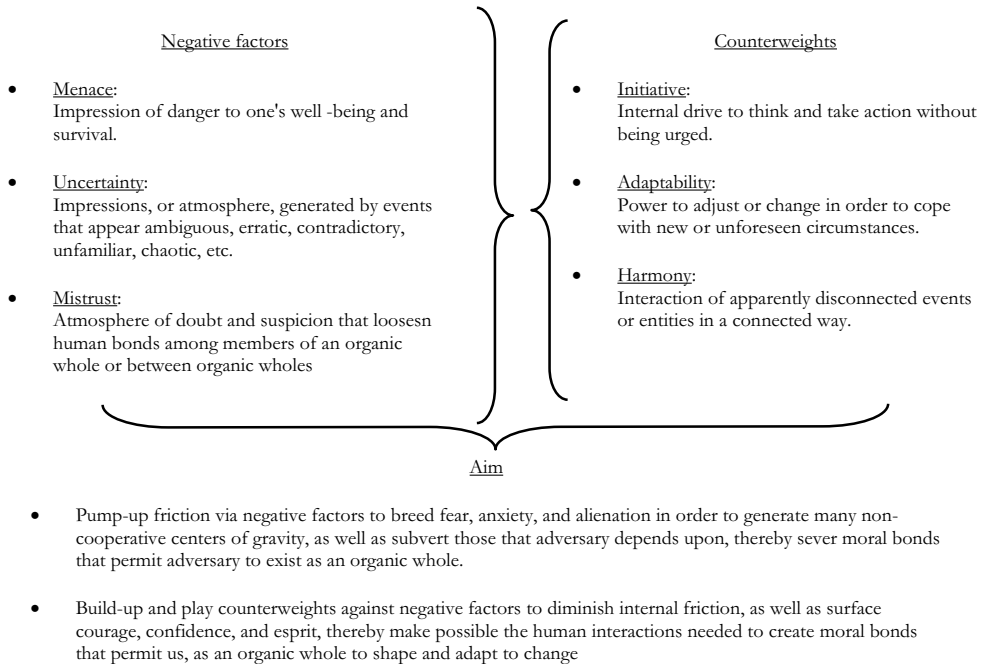 Negative factors
• Menace:
Impression of danger to one's well -being and
survival.
• Uncertainty:
Impressions, or atmosphere, generated by events
that appear ambiguous, erratic, contradictory,
unfamiliar, chaotic, etc.
• Mistrust:
Atmosphere of doubt and suspicion that loosesn
human bonds among members of an organic
whole or between organic wholes
Counterweights
• Initiative:
Internal drive to think and take action without
being urged.
• Adaptability:
Power to adjust or change in order to cope
with new or unforeseen circumstances.
• Harmony:
Interaction of apparently disconnected events
or entities in a connected way.
Aim
• Pump-up friction via negative factors to breed fear, anxiety, and alienation in order to generate many non-
cooperative centers of gravity, as well as subvert those that adversary depends upon, thereby sever moral bonds
that permit adversary to exist as an organic whole.
• Build-up and play counterweights against negative factors to diminish internal friction, as well as surface
courage, confidence, and esprit, thereby make possible the human interactions needed to create moral bonds
that permit us, as an organic whole to shape and adapt to change